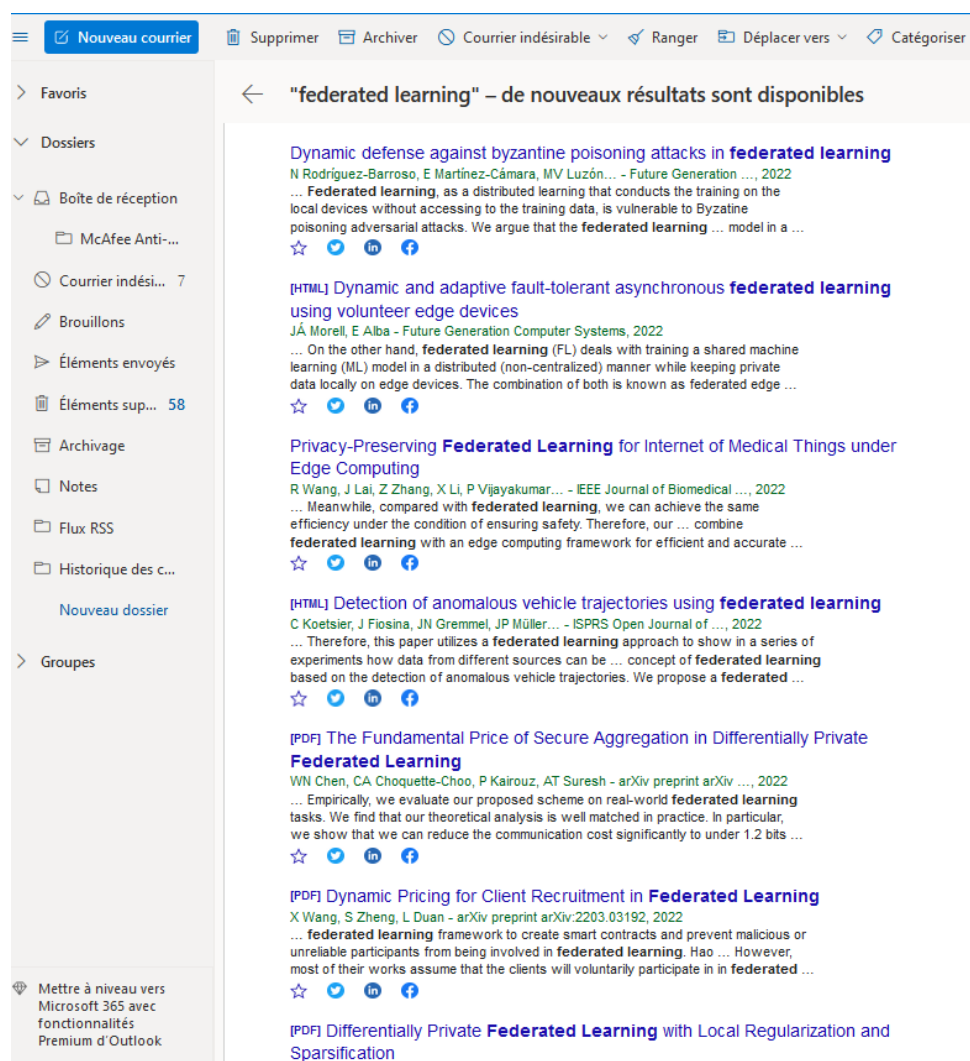 Nouveau courrier
Supprimer
Archiver
Courrier indésirable
Ranger
Déplacer vers
Catégoriser
Favoris
Dossiers
Boîte de réception
McAfee Anti-...
Courrier indési... 7
Brouillons
Éléments envoyés
Éléments sup... 58
Archivage
Notes
Flux RSS
Historique des c...
Nouveau dossier
Groupes
Mettre à niveau vers
Microsoft 365 avec
fonctionnalités
Premium d'Outlook
"federated learning" – de nouveaux résultats sont disponibles
Dynamic defense against byzantine poisoning attacks in federated learning
N Rodríguez-Barroso, E Martínez-Cámara, MV Luzón... - Future Generation …, 2022
... Federated learning, as a distributed learning that conducts the training on the
local devices without accessing to the training data, is vulnerable to Byzatine
poisoning adversarial attacks. We argue that the federated learning ... model in a ...
[HTML] Dynamic and adaptive fault-tolerant asynchronous federated learning
using volunteer edge devices
JÁ Morell, E Alba - Future Generation Computer Systems, 2022
... On the other hand, federated learning (FL) deals with training a shared machine
learning (ML) model in a distributed (non-centralized) manner while keeping private
data locally on edge devices. The combination of both is known as federated edge ...
Privacy-Preserving Federated Learning for Internet of Medical Things under
Edge Computing
R Wang, J Lai, Z Zhang, X Li, P Vijayakumar... - IEEE Journal of Biomedical …, 2022
... Meanwhile, compared with federated learning, we can achieve the same
efficiency under the condition of ensuring safety. Therefore, our ... combine
federated learning with an edge computing framework for efficient and accurate ...
[HTML] Detection of anomalous vehicle trajectories using federated learning
C Koetsier, J Fiosina, JN Gremmel, JP Müller... - ISPRS Open Journal of …, 2022
... Therefore, this paper utilizes a federated learning approach to show in a series of
experiments how data from different sources can be ... concept of federated learning
based on the detection of anomalous vehicle trajectories. We propose a federated ...
[PDF] The Fundamental Price of Secure Aggregation in Differentially Private
Federated Learning
WN Chen, CA Choquette-Choo, P Kairouz, AT Suresh - arXiv preprint arXiv …, 2022
... Empirically, we evaluate our proposed scheme on real-world federated learning
tasks. We find that our theoretical analysis is well matched in practice. In particular,
we show that we can reduce the communication cost significantly to under 1.2 bits ...
[PDF] Dynamic Pricing for Client Recruitment in Federated Learning
X Wang, S Zheng, L Duan - arXiv preprint arXiv:2203.03192, 2022
... federated learning framework to create smart contracts and prevent malicious or
unreliable participants from being involved in federated learning. Hao ... However,
most of their works assume that the clients will voluntarily participate in in federated ...
[PDF] Differentially Private Federated Learning with Local Regularization and
Sparsification